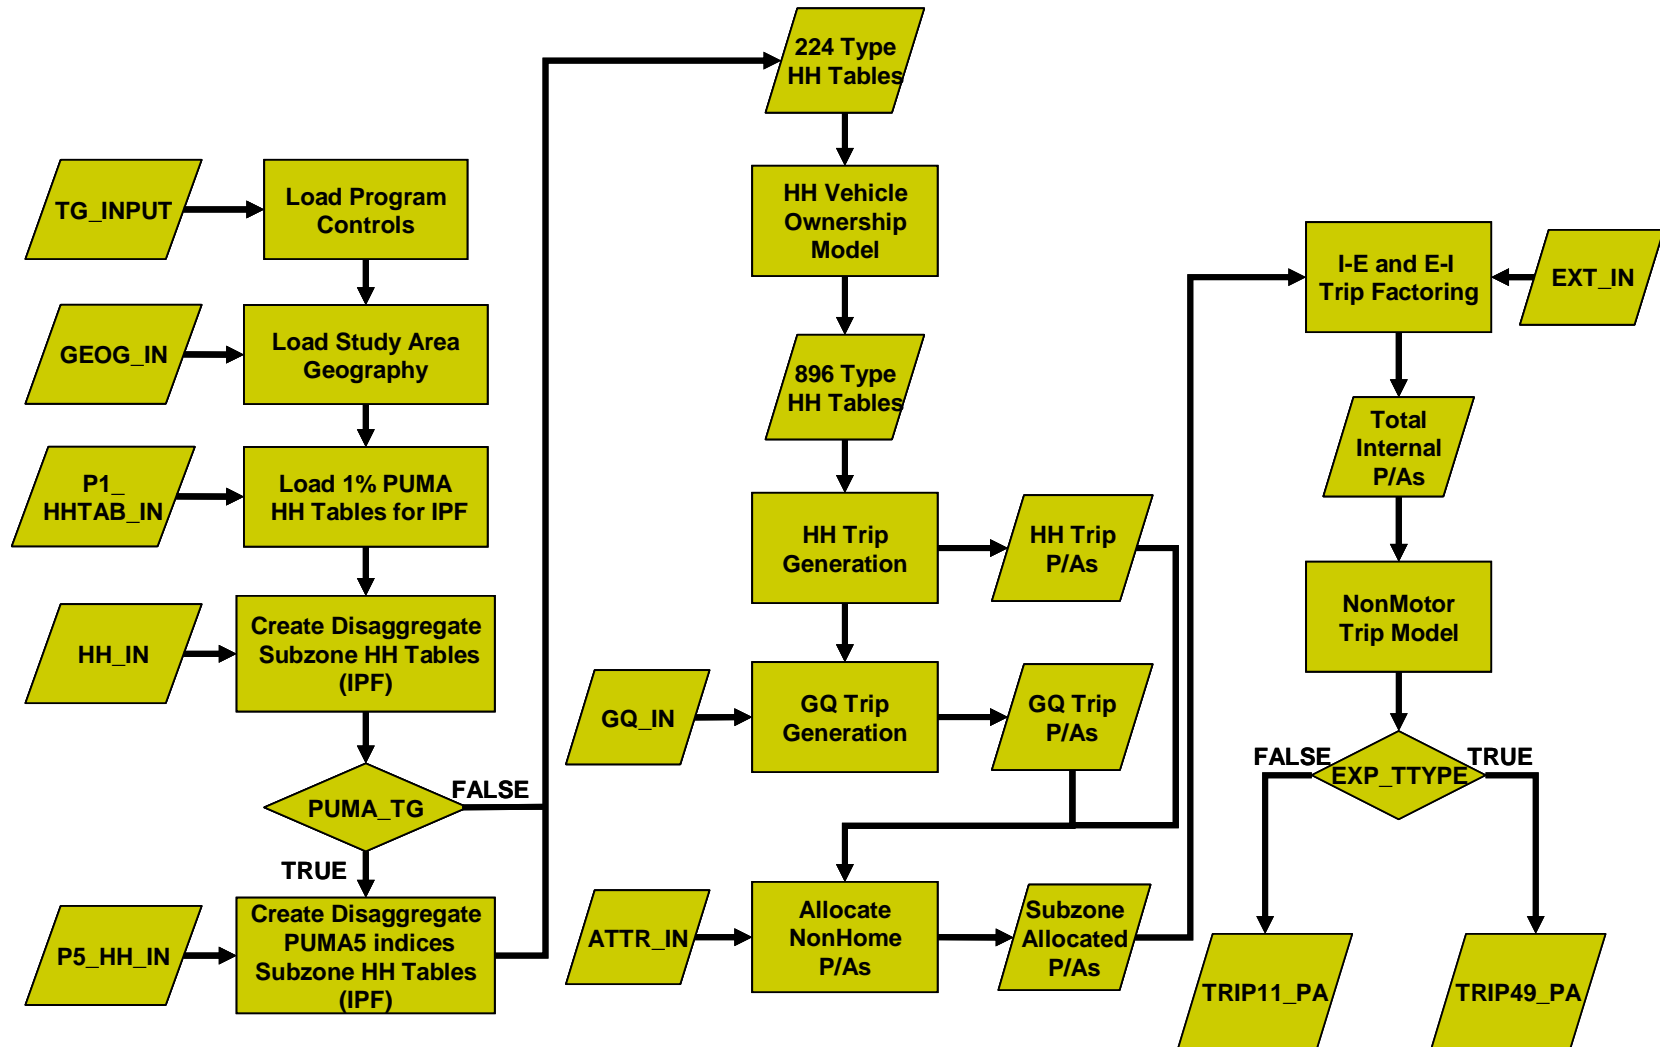 TG_INPUT
Load Program
Controls
GEOG_IN
Load Study Area
Geography
P1_
HHTAB_IN
Load 1% PUMA
HH Tables for IPF
HH_IN
Create Disaggregate
Subzone HH Tables
(IPF)
PUMA_TG
FALSE
TRUE
P5_HH_IN
Create Disaggregate
PUMA5 indices
Subzone HH Tables
(IPF)
224 Type
HH Tables
HH Vehicle
Ownership
Model
896 Type
HH Tables
HH Trip
Generation
HH Trip
P/As
GQ_IN
GQ Trip
Generation
GQ Trip
P/As
ATTR_IN
Allocate
NonHome
P/As
Subzone
Allocated
P/As
I-E and E-I
Trip Factoring
EXT_IN
Total
Internal
P/As
NonMotor
Trip Model
FALSE
EXP_TTYPE
TRUE
TRIP11_PA
TRIP49_PA